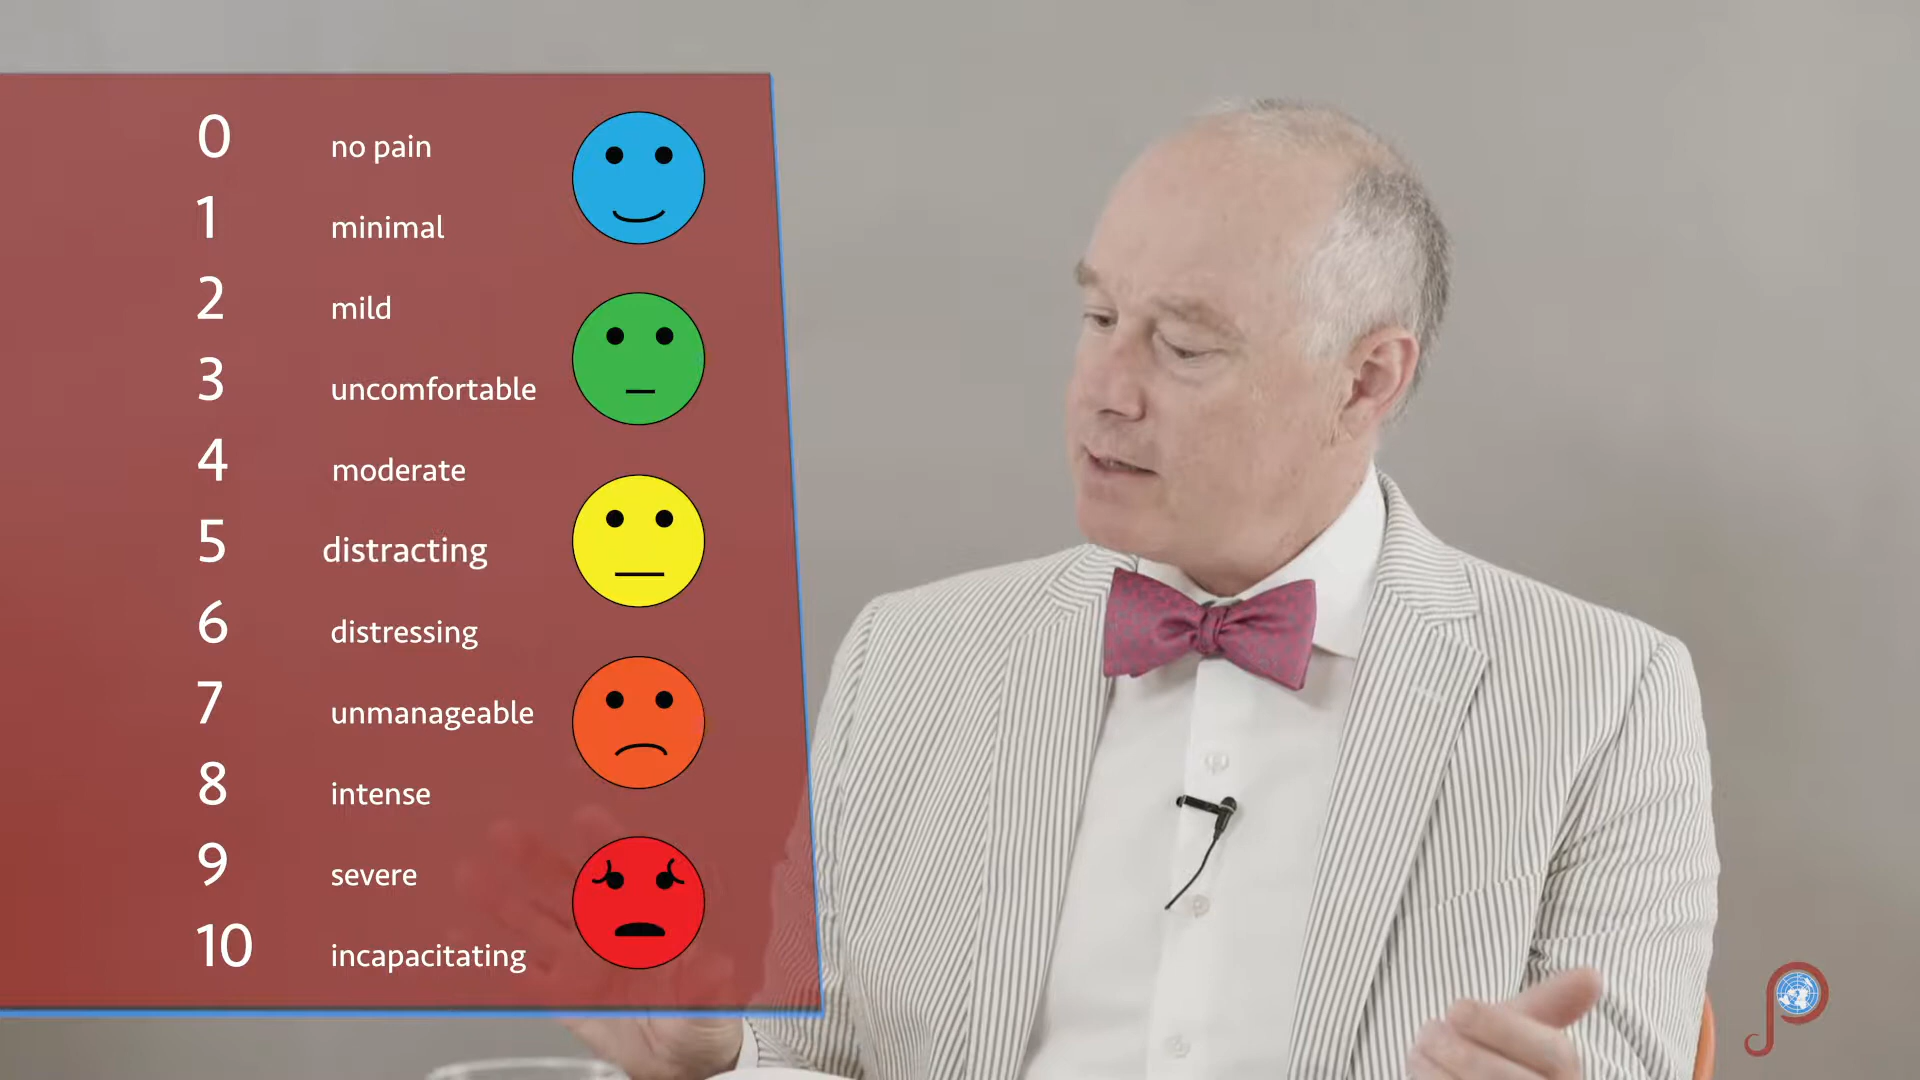 0 no pain
1 minimal
2 mild
3 uncomfortable
4 moderate
5 distracting
6 distressing
7 unmanageable
8 intense
9 severe
10 incapacitating